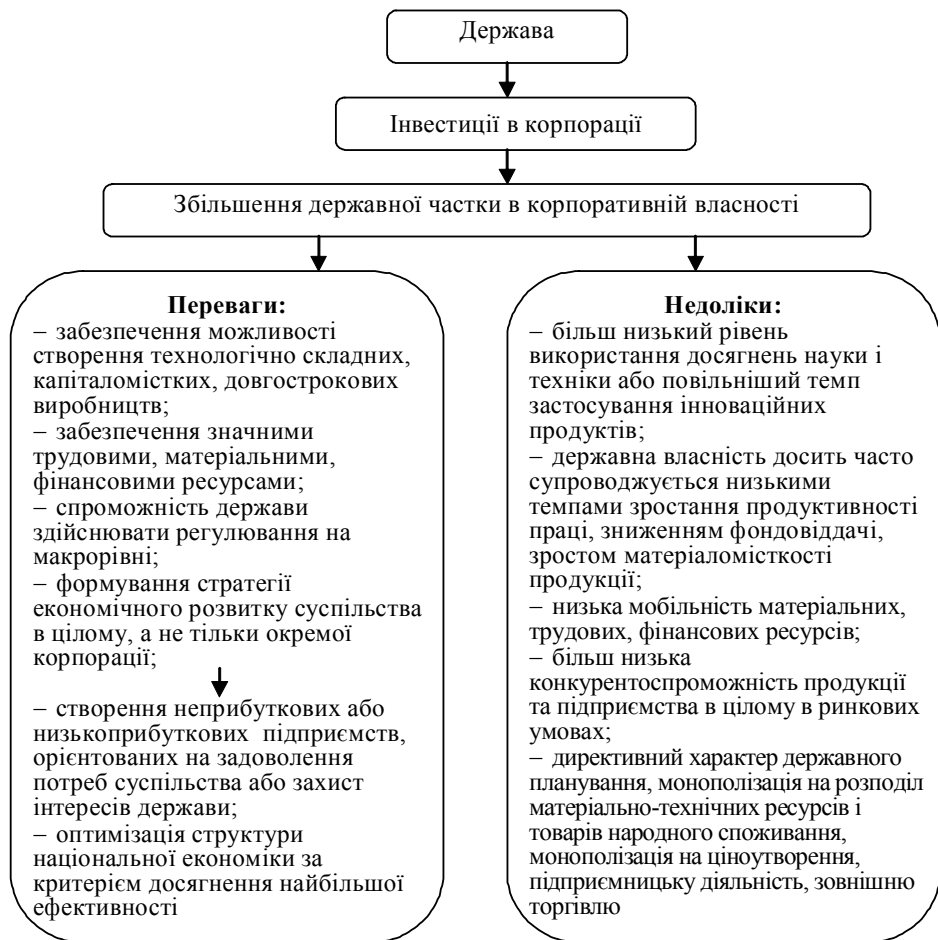 Держава
Інвестиції в корпорації
Збільшення державної частки в корпоративній власності
Переваги:
– забезпечення можливості
створення технологічно складних,
капіталомістких, довгострокових
виробництв;
– забезпечення значними
трудовими, матеріальними,
фінансовими ресурсами;
– спроможність держави
здійснювати регулювання на
макрорівні;
– формування стратегії
економічного розвитку суспільства
в цілому, а не тільки окремої
корпорації;
– створення неприбуткових або
низькоприбуткових підприємств,
орієнтованих на задоволення
потреб суспільства або захист
інтересів держави;
– оптимізація структури
національної економіки за
критерієм досягнення найбільшої
ефективності
Недоліки:
– більш низький рівень
використання досягнень науки і
техніки або повільніший темп
застосування інноваційних
продуктів;
– державна власність досить часто
супроводжується низькими
темпами зростання продуктивності
праці, зниженням фондовіддачі,
зростом матеріаломісткості
продукції;
– низька мобільність матеріальних,
трудових, фінансових ресурсів;
– більш низька
конкурентоспроможність продукції
та підприємства в цілому в ринкових
умовах;
– директивний характер державного
планування, монополізація на розподіл
матеріально-технічних ресурсів і
товарів народного споживання,
монополізація на ціноутворення,
підприємницьку діяльність, зовнішню
торгівлю